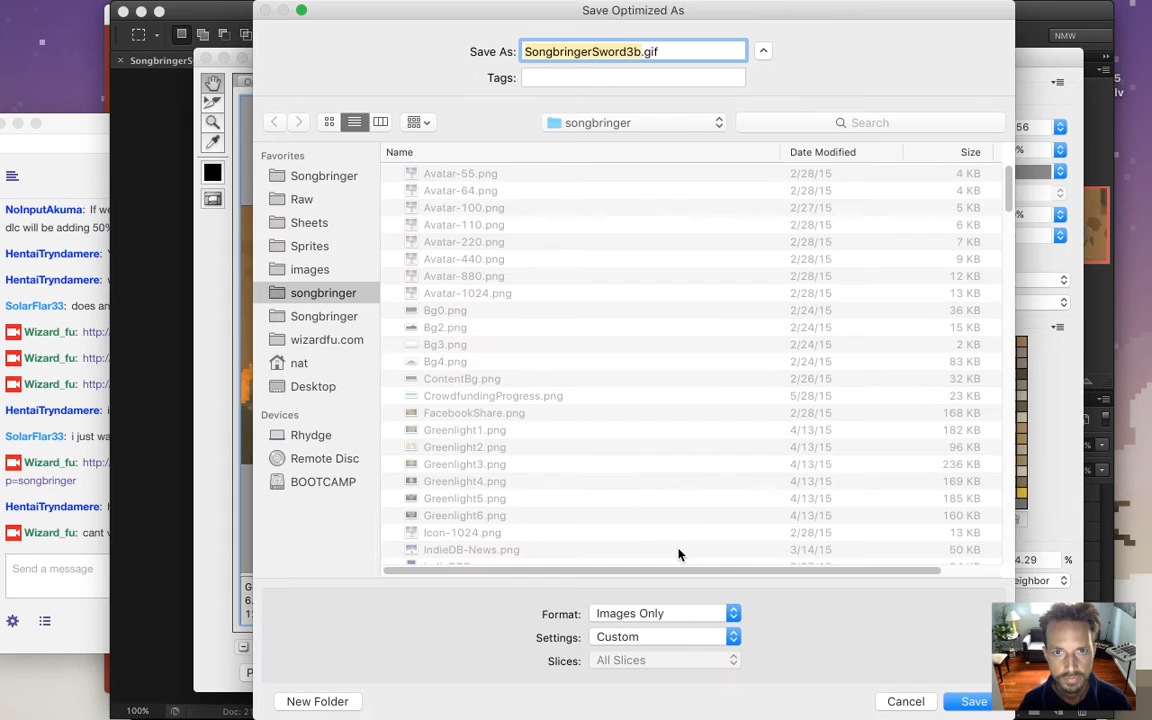 Save Optimized As
NMW
SongbringerS
Save As: SongbringerSword3b.gif
Tags:
songbringer
Search
Name Date Modified Size
Favorites
Songbringer
Raw
Sheets
Sprites
images
songbringer
Songbringer
wizardfu.com
nat
Desktop
Devices
Rhydge
Remote Disc
BOOTCAMP
Avatar-55.png 2/28/15 4 KB
Avatar-64.png 2/28/15 4 KB
Avatar-100.png 2/27/15 5 KB
Avatar-110.png 2/28/15 6 KB
Avatar-220.png 2/28/15 7 KB
Avatar-440.png 2/28/15 8 KB
Avatar-880.png 2/28/15 12 KB
Avatar-1024.png 2/28/15 13 KB
Bg0.png 2/24/15 36 KB
Bg2.png 2/24/15 15 KB
Bg3.png 2/24/15 2 KB
Bg4.png 2/24/15 83 KB
ContentBg.png 2/26/15 32 KB
CrowdfundingProgress.png 5/28/15 23 KB
FacebookShare.png 2/28/15 168 KB
Greenlight1.png 4/13/15 182 KB
Greenlight2.png 4/13/15 96 KB
Greenlight3.png 4/13/15 236 KB
Greenlight4.png 4/13/15 169 KB
Greenlight5.png 4/13/15 185 KB
Greenlight6.png 4/13/15 160 KB
Icon-1024.png 2/28/15 13 KB
IndieDB-News.png 3/14/15 50 KB
NoInputAkuma: If we
dlc will be adding 50%
HentaiTryndamere:
HentaiTryndamere:
SolarFlar33: does an
Wizard_fu: http:/
Wizard_fu: http:/
Wizard_fu: http:/
HentaiTryndamere: i
SolarFlar33: i just wa
Wizard_fu: http:/
p=songbringer
HentaiTryndamere: h
Wizard_fu: cant v
Send a message
Format: Images Only
Settings: Custom
Slices: All Slices
New Folder
Cancel
Save
100%
Doc: 21
56
%
%
4.29 %
eighbor
5
lv